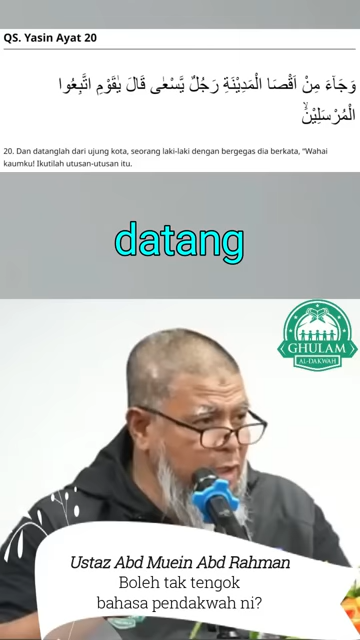 QS. Yasin Ayat 20
وَجَاۤءَ مِنْ اَقْصَا الْمَدِيْنَةِ رَجُلٌ يَّسْعٰى قَالَ يٰقَوْمِ اتَّبِعُوا
الْمُرْسَلِيْنَۙ
20. Dan datanglah dari ujung kota, seorang laki-laki dengan bergegas dia berkata, "Wahai
kaumku! Ikutilah utusan-utusan itu.
datang
GHULAM
AL-DAKWAH
Ustaz Abd Muein Abd Rahman
Boleh tak tengok
bahasa pendakwah ni?